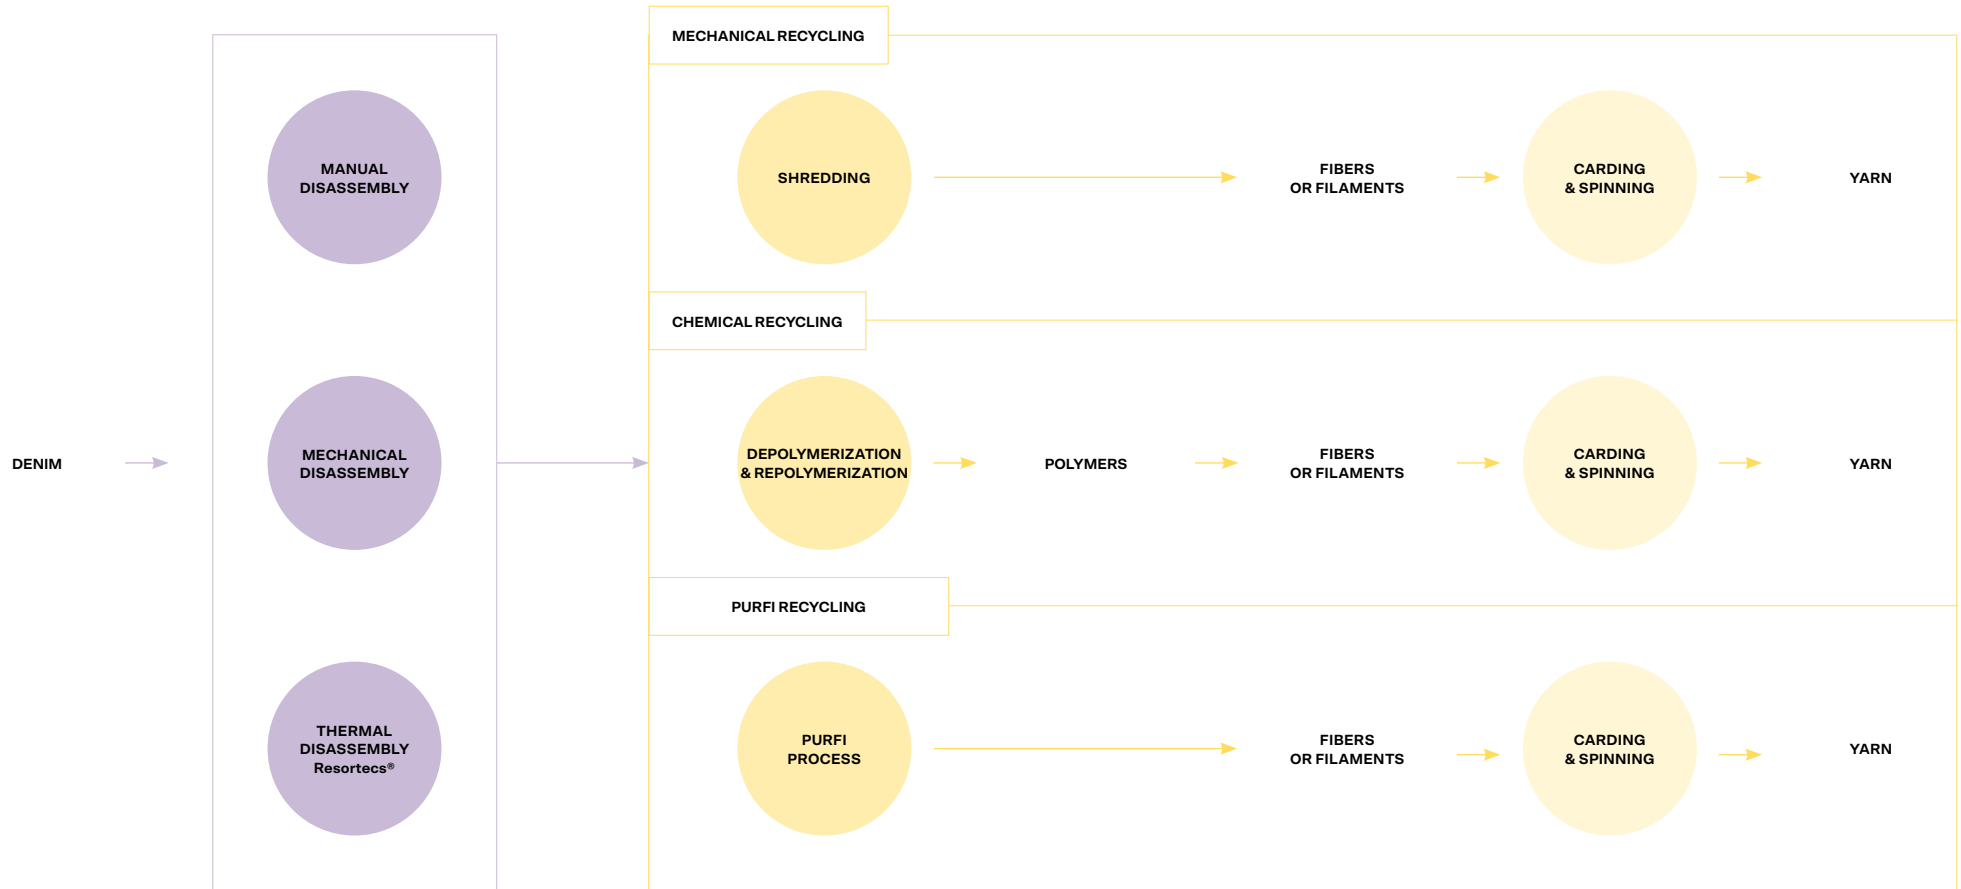 DENIM
MANUAL
DISASSEMBLY
MECHANICAL
DISASSEMBLY
THERMAL
DISASSEMBLY
Resortecs®
MECHANICAL RECYCLING
SHREDDING
FIBERS
OR FILAMENTS
CARDING
& SPINNING
YARN
CHEMICAL RECYCLING
DEPOLYMERIZATION
& REPOLYMERIZATION
POLYMERS
FIBERS
OR FILAMENTS
CARDING
& SPINNING
YARN
PURFI RECYCLING
PURFI
PROCESS
FIBERS
OR FILAMENTS
CARDING
& SPINNING
YARN